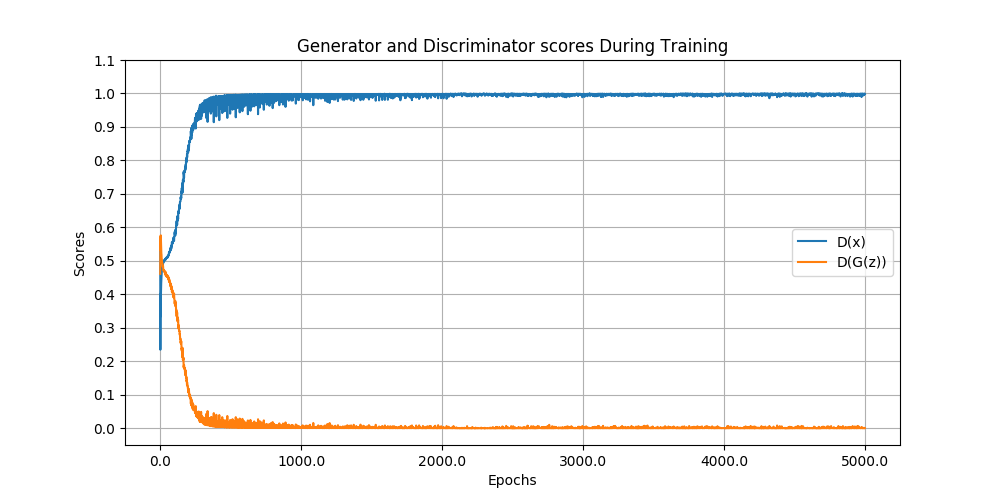 Generator and Discriminator scores During Training
1.1
1.0
0.9
0.8
0.7
0.6
0.5
0.4
0.3
0.2
0.1
0.0
Scores
D(x)
D(G(z))
0.0 1000.0 2000.0 3000.0 4000.0 5000.0
Epochs